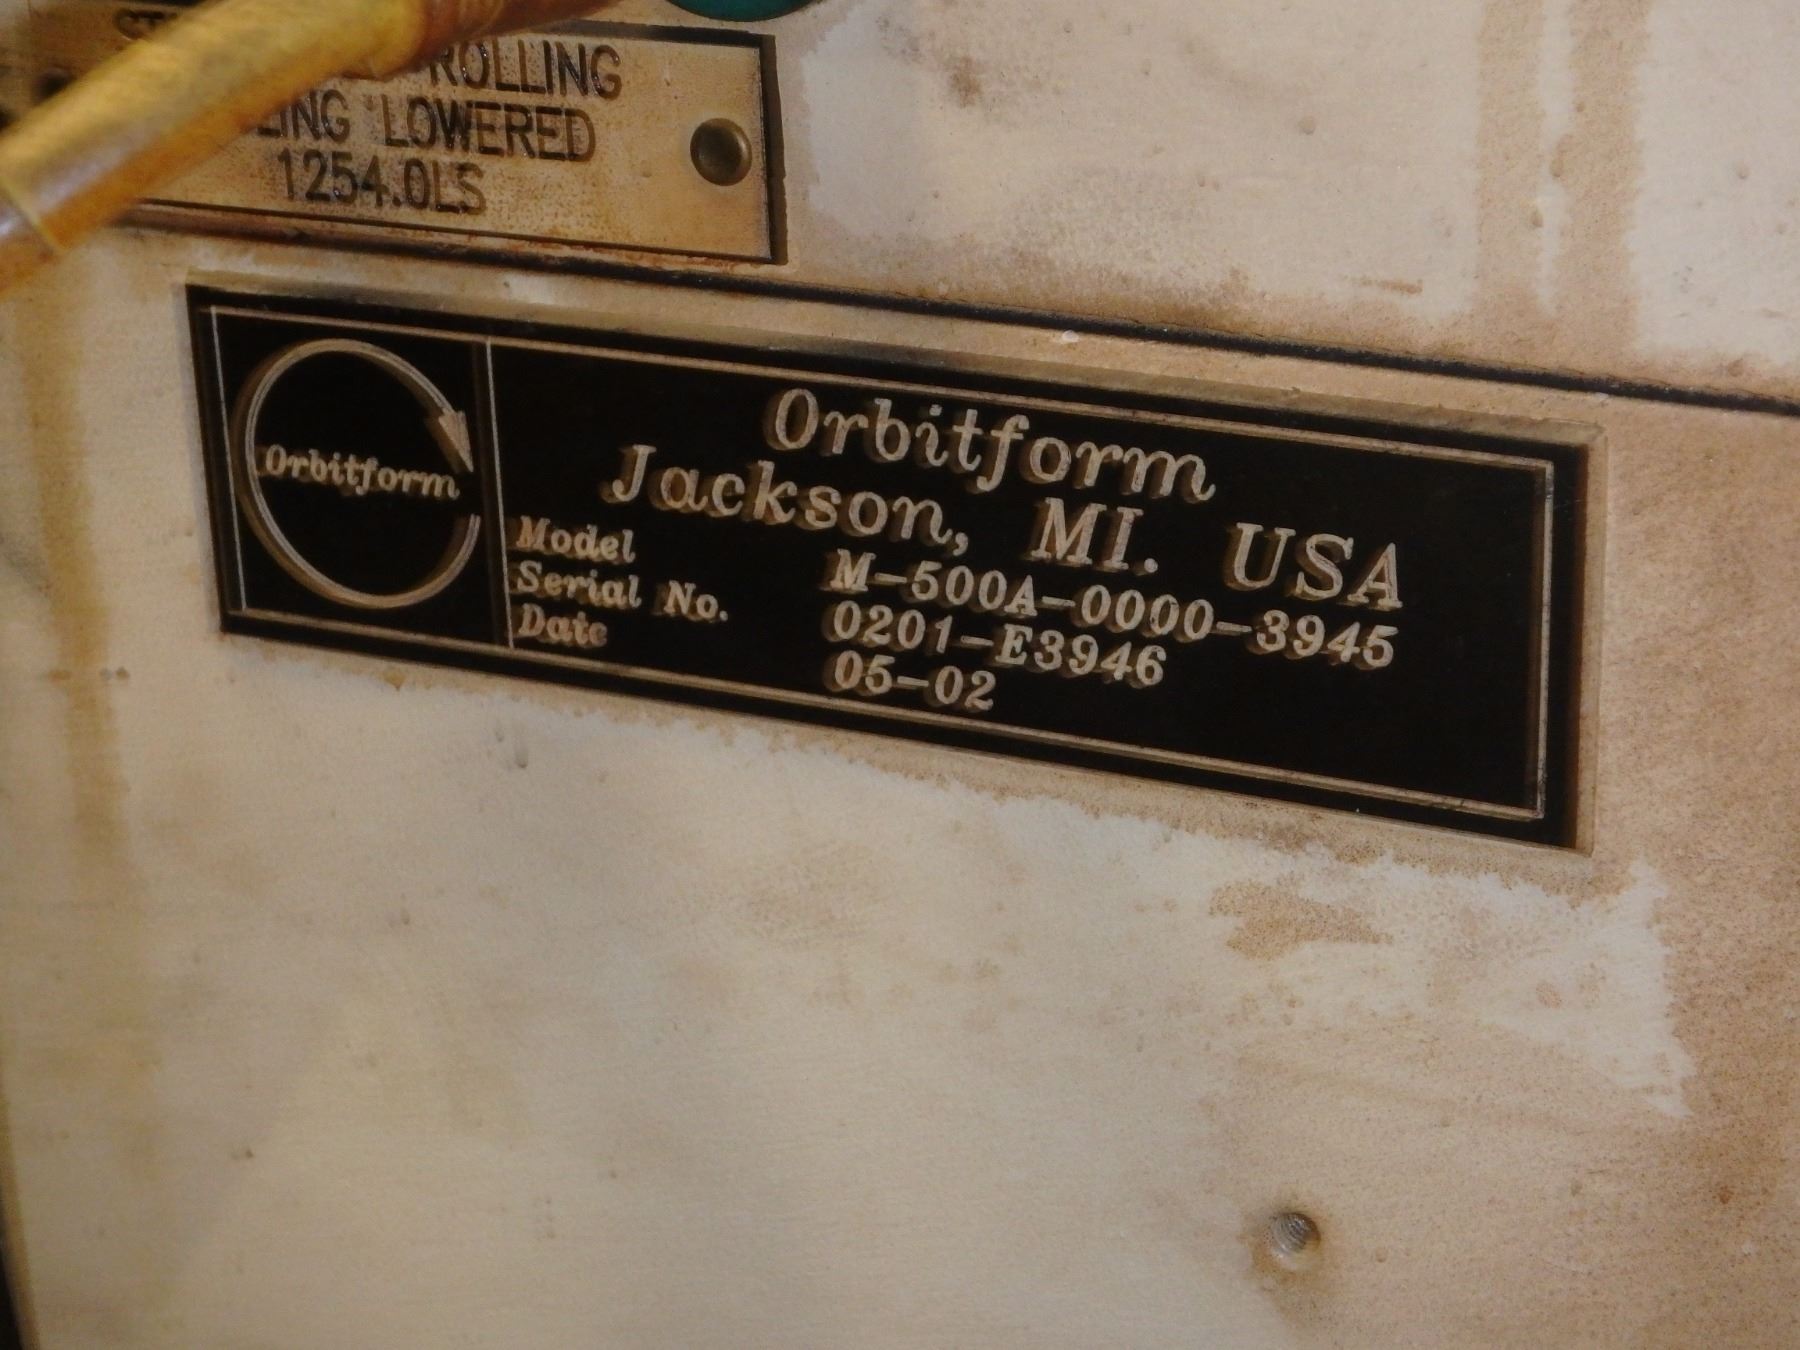 ROLLING
LOWERED
1254.0LS
Orbitform
Orbitform
Jackson, MI. USA
Model M-500A-0000-3945
Serial No. 0201-E3946
Date 05-02